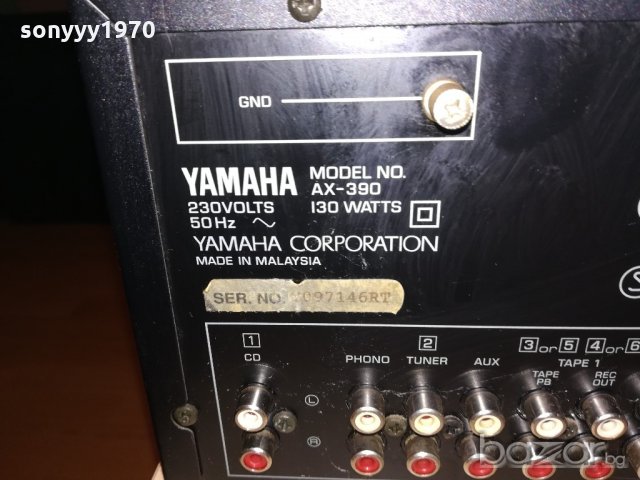 sonyyy1970
GND
YAMAHA MODEL NO. AX-390
230VOLTS 130 WATTS
50Hz
YAMAHA CORPORATION
MADE IN MALAYSIA
SER. NO. Y097146RT
1 2 3 or 5 4 or 6
CD PHONO TUNER AUX TAPE 1
TAPE PB REC OUT
L
R
bazar.bg